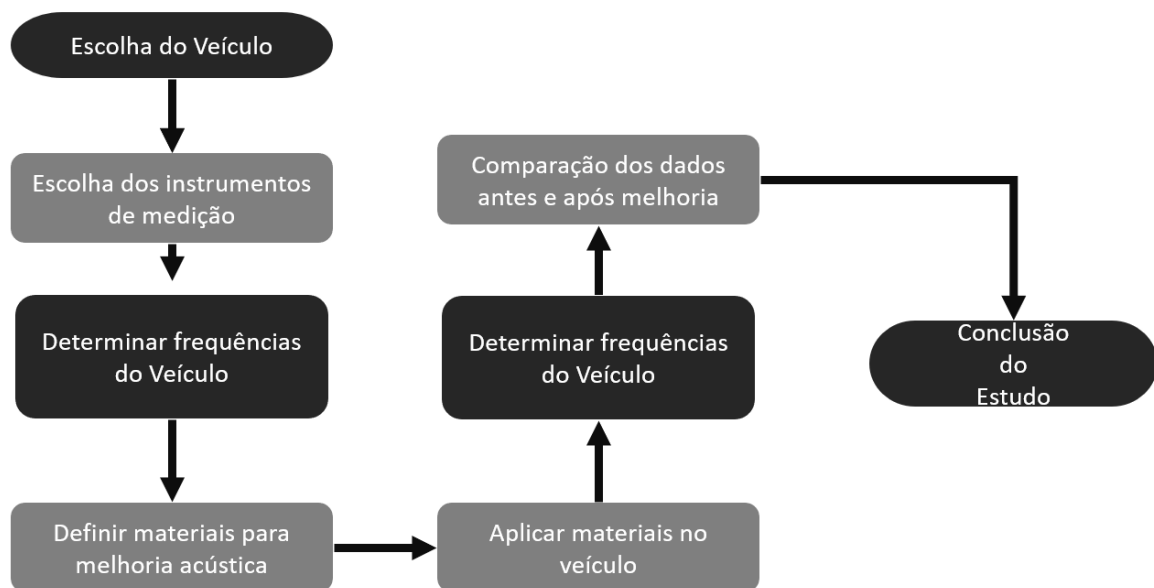 Escolha do Veículo
Escolha dos instrumentos
de medição
Determinar frequências
do Veículo
Definir materiais para
melhoria acústica
Aplicar materiais no
veículo
Determinar frequências
do Veículo
Comparação dos dados
antes e após melhoria
Conclusão
do
Estudo